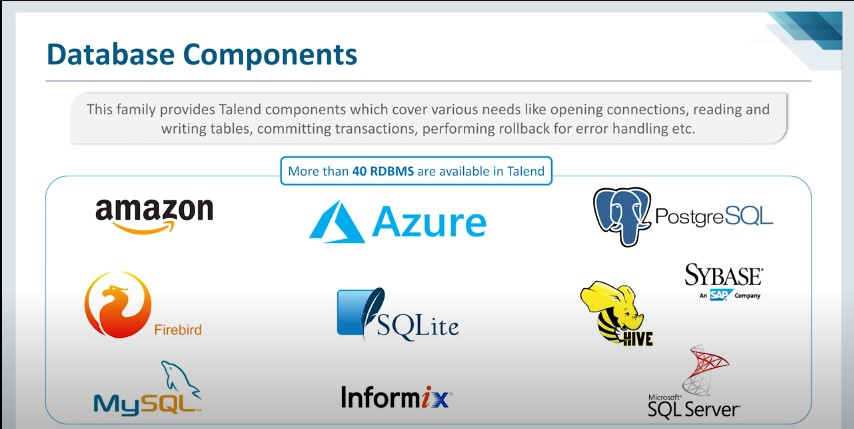 Database Components
This family provides Talend components which cover various needs like opening connections, reading and
writing tables, committing transactions, performing rollback for error handling etc.
More than 40 RDBMS are available in Talend
amazon
Azure
PostgreSQL
Firebird
SQLite
HIVE
SYBASE®
An SAP Company
MySQL™
Informix®
Microsoft®
SQL Server®